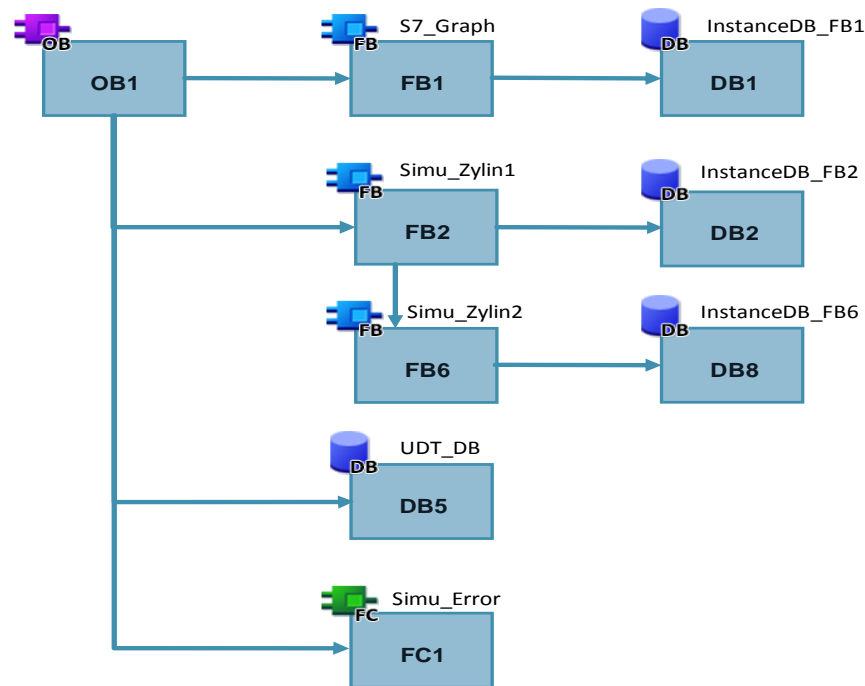 S7_Graph
InstanceDB_FB1
OB
FB
DB
OB1
FB1
DB1
Simu_Zylin1
InstanceDB_FB2
FB
DB
FB2
DB2
Simu_Zylin2
InstanceDB_FB6
FB
DB
FB6
DB8
UDT_DB
DB
DB5
Simu_Error
FC
FC1